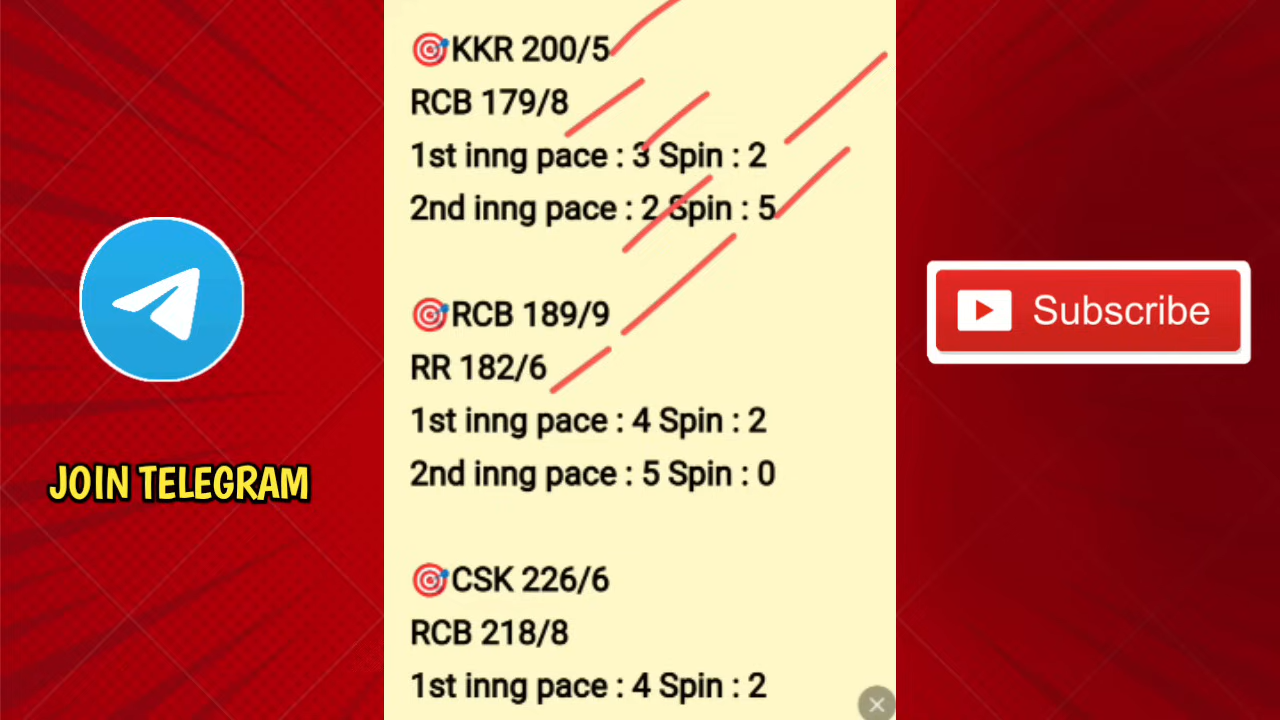 🎯KKR 200/5
RCB 179/8
1st inng pace : 3 Spin : 2
2nd inng pace : 2 Spin : 5
🎯RCB 189/9
RR 182/6
1st inng pace : 4 Spin : 2
2nd inng pace : 5 Spin : 0
🎯CSK 226/6
RCB 218/8
1st inng pace : 4 Spin : 2
JOIN TELEGRAM
Subscribe